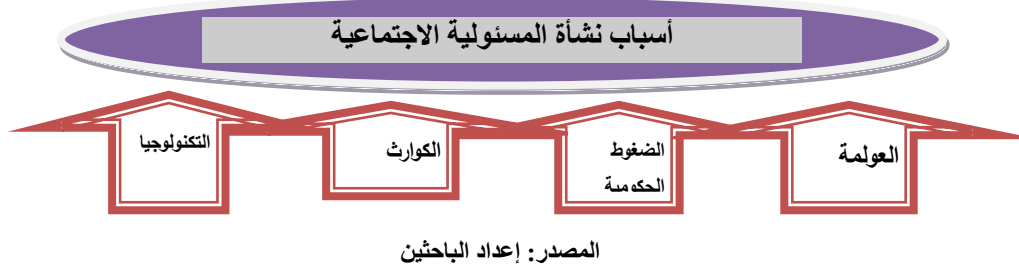 أسباب نشأة المسئولية الاجتماعية
العولمة
الضغوط
الحكومية
الكوارث
التكنولوجيا
المصدر: إعداد الباحثين